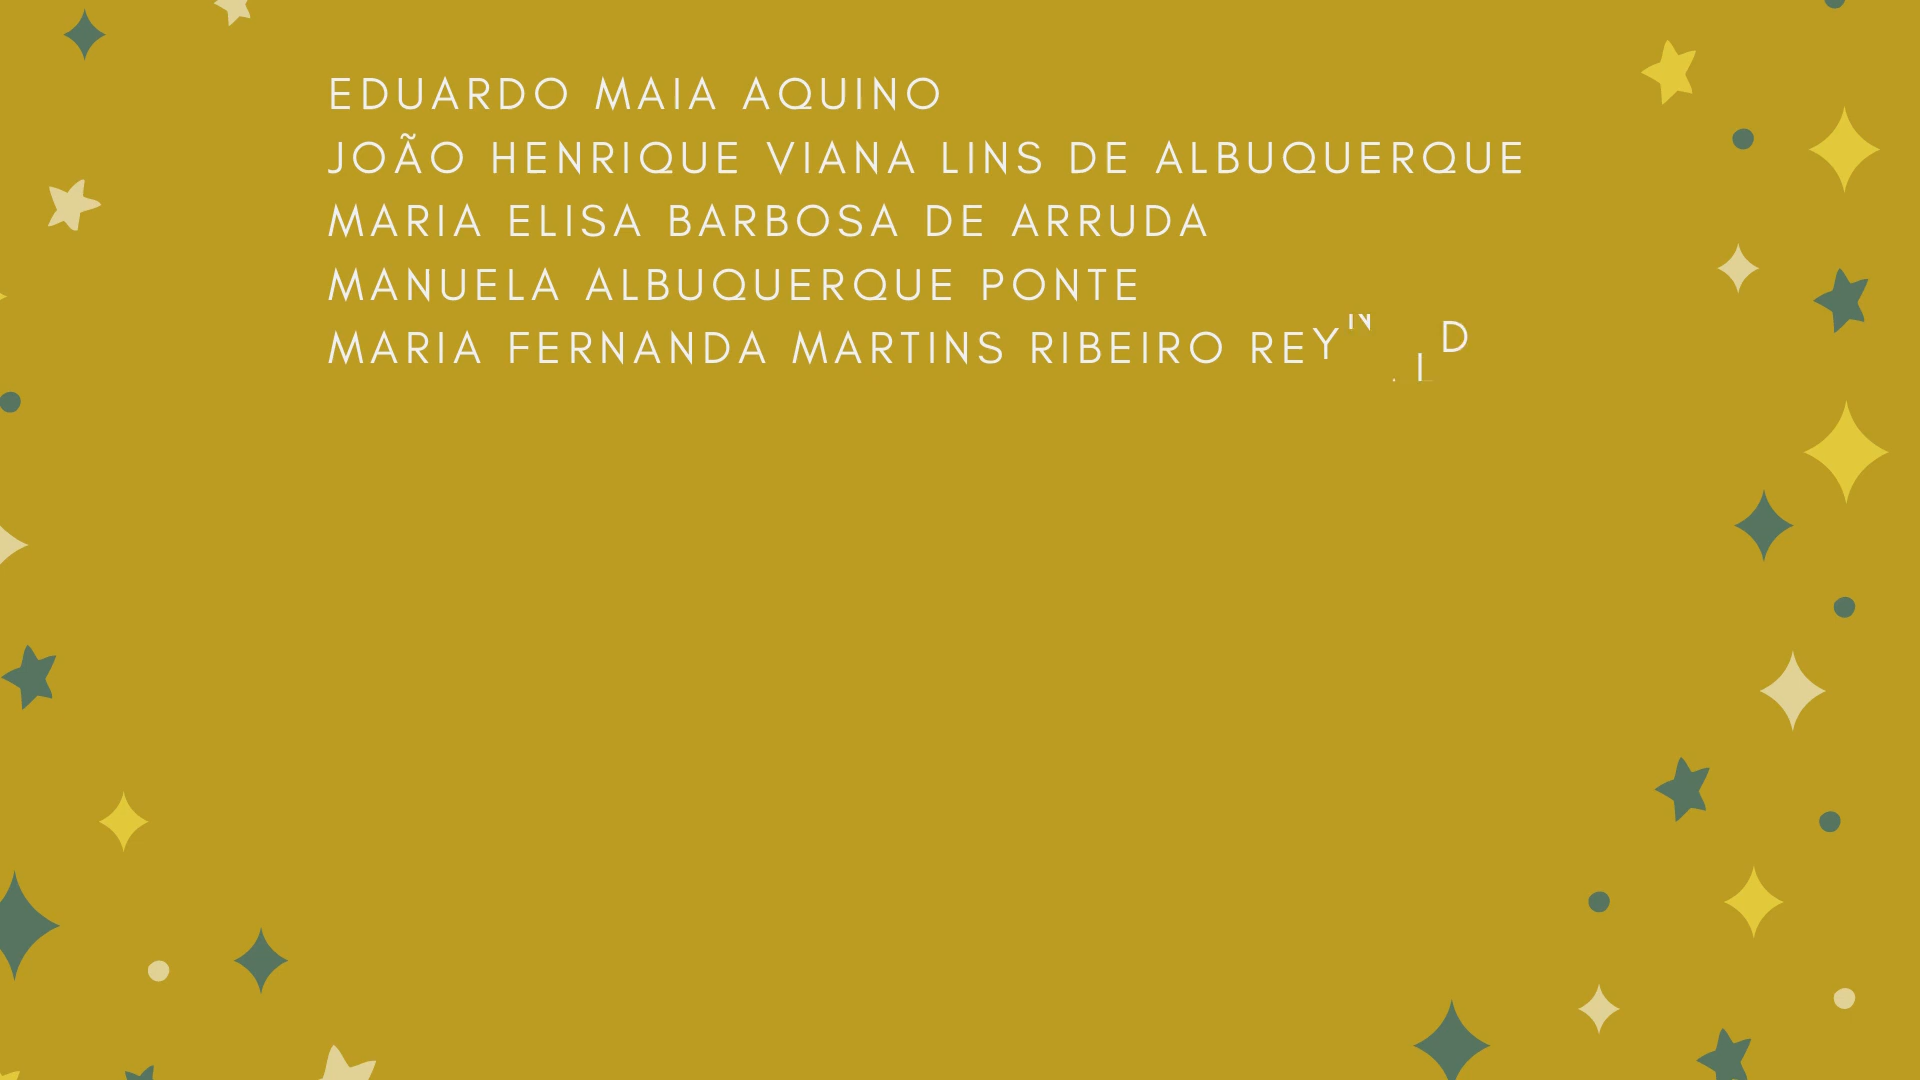 EDUARDO MAIA AQUINO
JOÃO HENRIQUE VIANA LINS DE ALBUQUERQUE
MARIA ELISA BARBOSA DE ARRUDA
MANUELA ALBUQUERQUE PONTE
MARIA FERNANDA MARTINS RIBEIRO